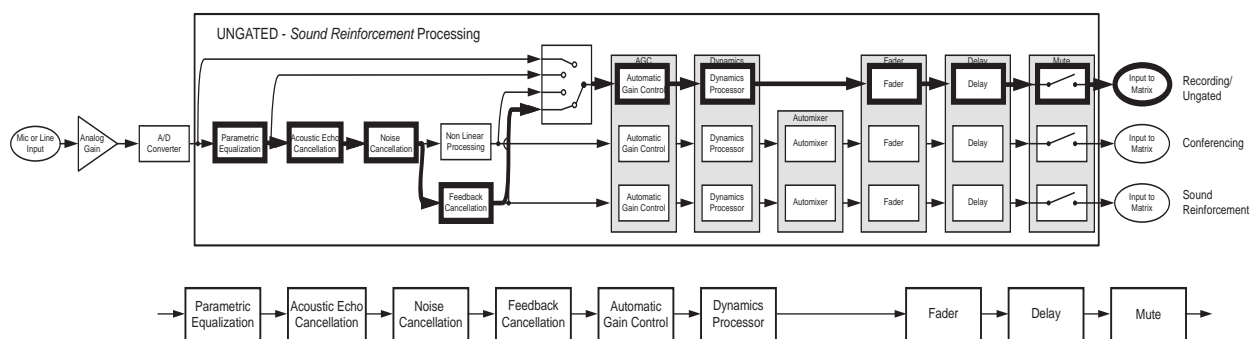 UNGATED - Sound Reinforcement Processing
AGC
Dynamics
Fader
Delay
Mute
Automatic
Gain Control
Dynamics
Processor
Fader
Delay
Input to
Matrix
Recording/
Ungated
Mic or Line
Input
Analog
Gain
A/D
Converter
Parametric
Equalization
Acoustic Echo
Cancellation
Noise
Cancellation
Non Linear
Processing
Automatic
Gain Control
Dynamics
Processor
Automixer
Automixer
Fader
Delay
Input to
Matrix
Conferencing
Feedback
Cancellation
Automatic
Gain Control
Dynamics
Processor
Automixer
Fader
Delay
Input to
Matrix
Sound
Reinforcement
Parametric
Equalization
Acoustic Echo
Cancellation
Noise
Cancellation
Feedback
Cancellation
Automatic
Gain Control
Dynamics
Processor
Fader
Delay
Mute